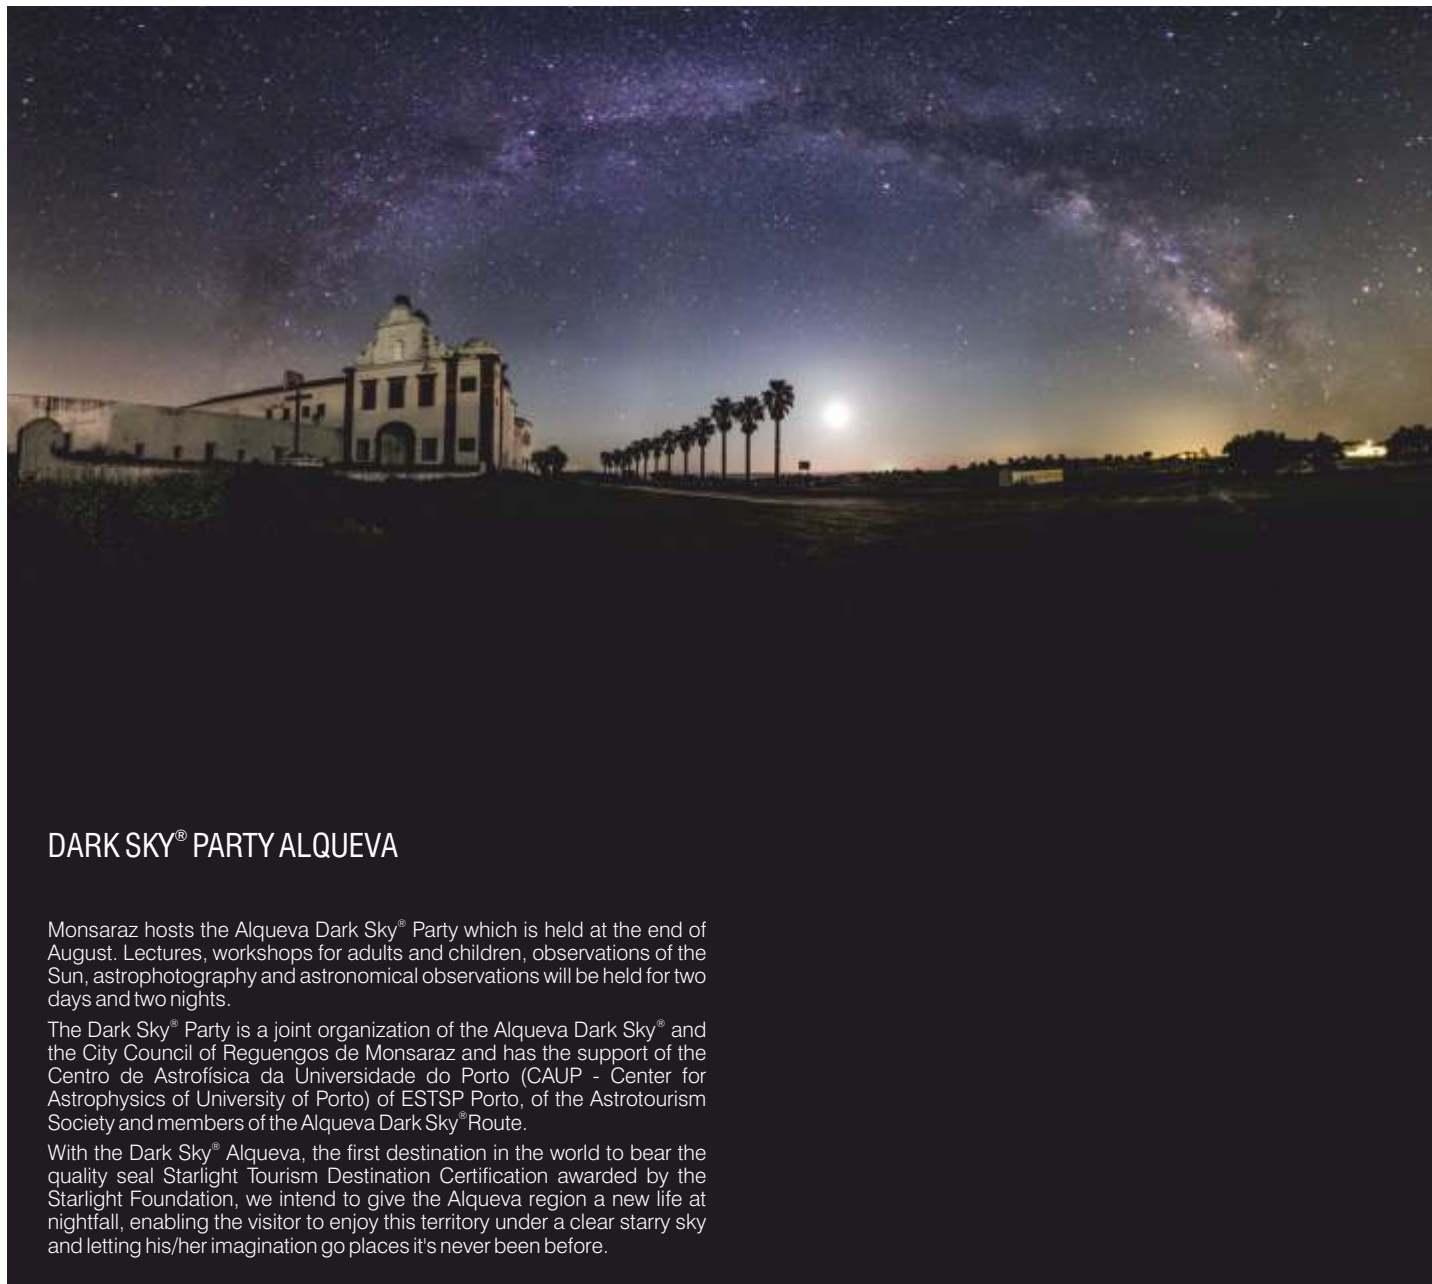 DARK SKY® PARTY ALQUEVA
Monsaraz hosts the Alqueva Dark Sky® Party which is held at the end of
August. Lectures, workshops for adults and children, observations of the
Sun, astrophotography and astronomical observations will be held for two
days and two nights.
The Dark Sky® Party is a joint organization of the Alqueva Dark Sky® and
the City Council of Reguengos de Monsaraz and has the support of the
Centro de Astrofísica da Universidade do Porto (CAUP - Center for
Astrophysics of University of Porto) of ESTSP Porto, of the Astrotourism
Society and members of the Alqueva Dark Sky® Route.
With the Dark Sky® Alqueva, the first destination in the world to bear the
quality seal Starlight Tourism Destination Certification awarded by the
Starlight Foundation, we intend to give the Alqueva region a new life at
nightfall, enabling the visitor to enjoy this territory under a clear starry sky
and letting his/her imagination go places it's never been before.